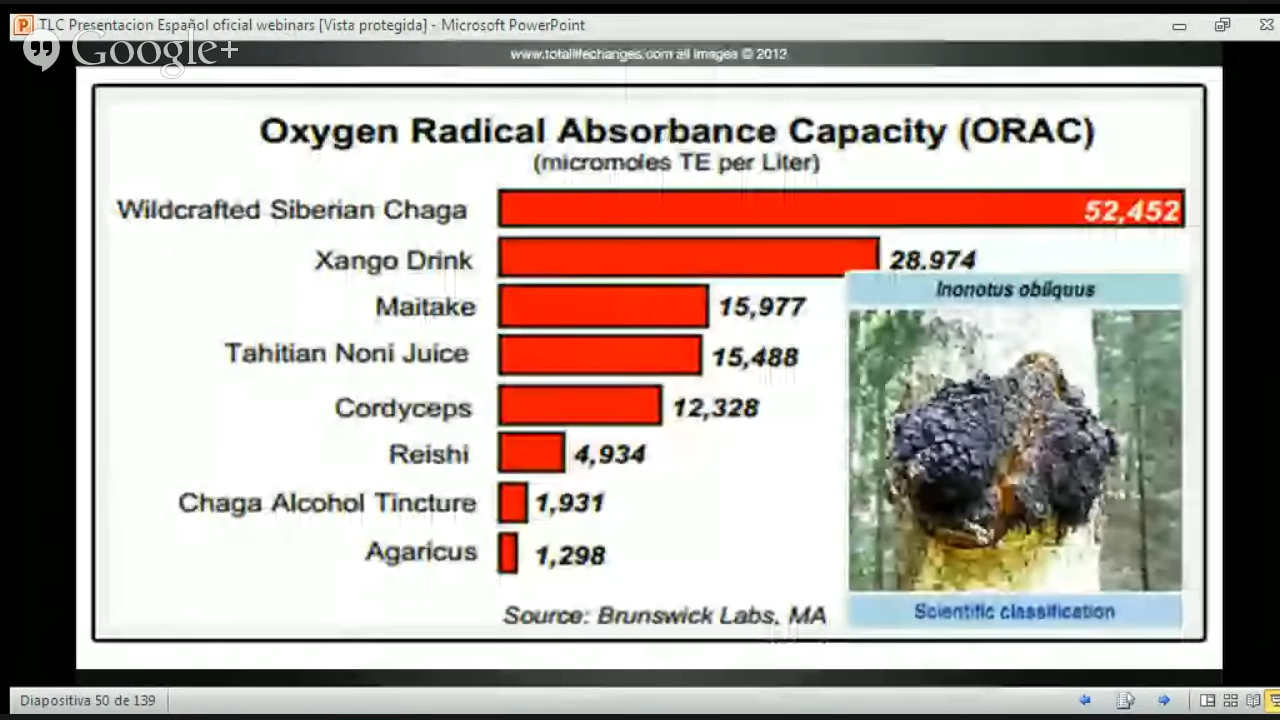 TLC Presentacion Español oficial webinars [Vista protegida] - Microsoft PowerPoint
Google+
www.totallifechanges.com all images © 2012
Oxygen Radical Absorbance Capacity (ORAC)
(micromoles TE per Liter)
Wildcrafted Siberian Chaga 52,452
Xango Drink 28.974
Inonotus obliquus
Maitake 15,977
Tahitian Noni Juice 15,488
Cordyceps 12,328
Reishi 4,934
Chaga Alcohol Tincture 1,931
Agaricus 1,298
Source: Brunswick Labs, MA
Scientific classification
Diapositiva 50 de 139